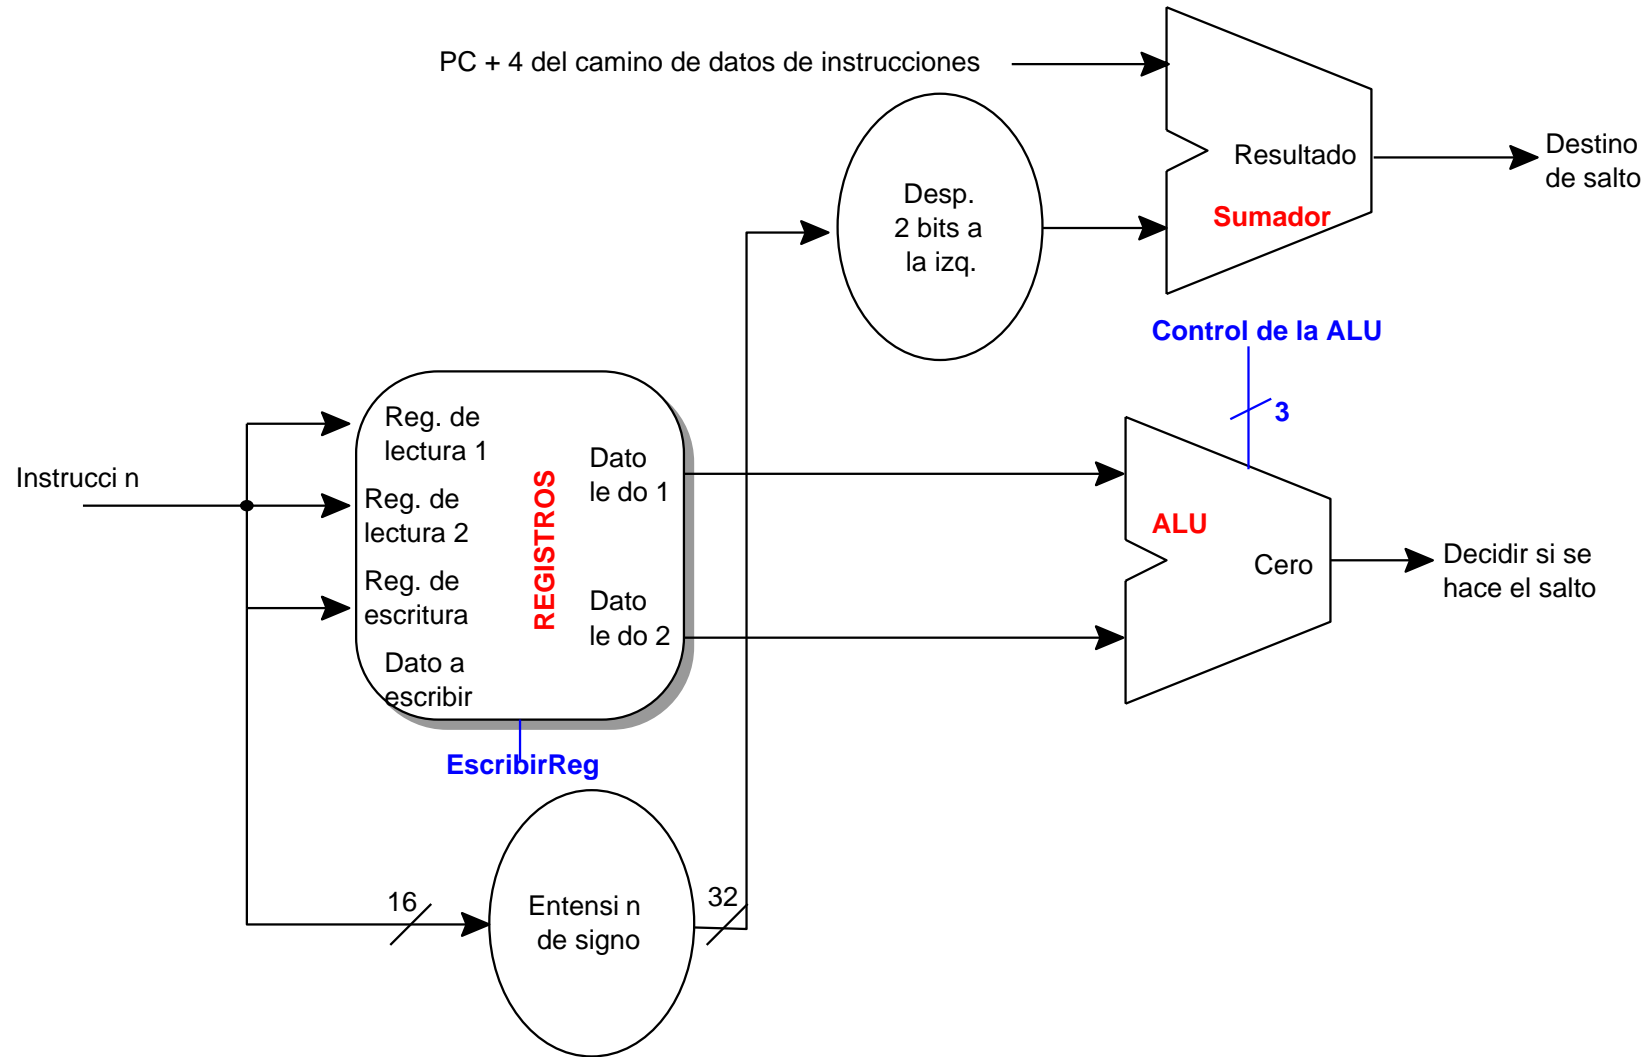 PC + 4 del camino de datos de instrucciones
Resultado
Sumador
Destino
de salto
Desp.
2 bits a
la izq.
Control de la ALU
3
Instrucci n
Reg. de
lectura 1
Reg. de
lectura 2
Reg. de
escritura
Dato a
escribir
REGISTROS
Dato
le do 1
Dato
le do 2
EscribirReg
ALU
Cero
Decidir si se
hace el salto
16
Entensi n
de signo
32